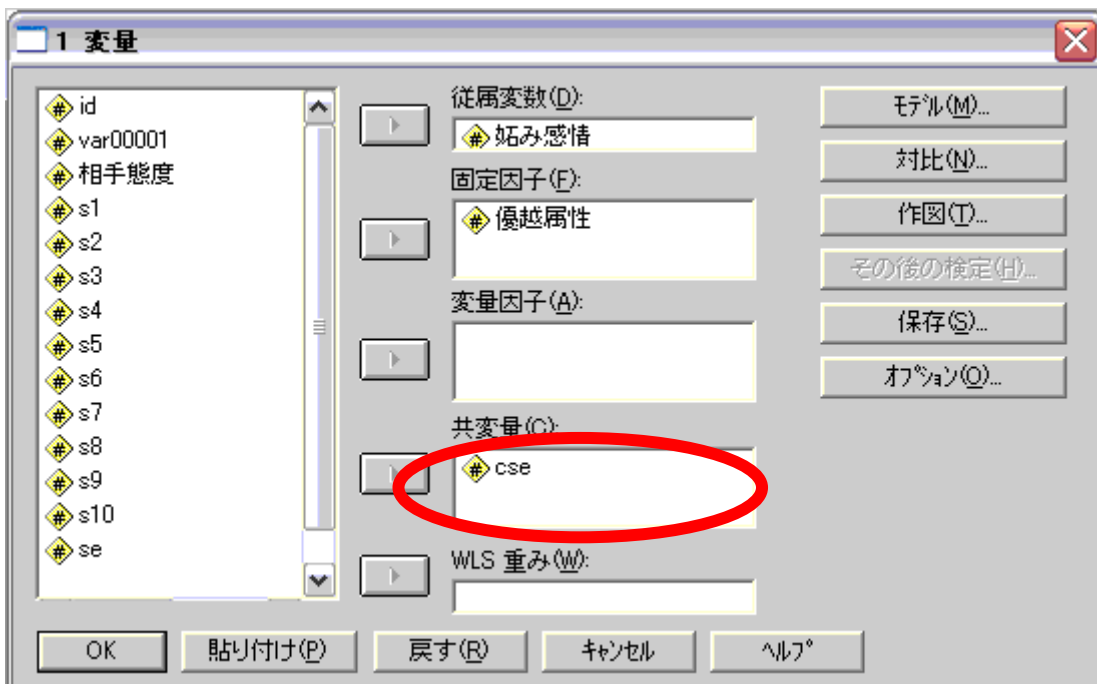 1 変量
id
var00001
相手態度
s1
s2
s3
s4
s5
s6
s7
s8
s9
s10
se
従属変数(D):
妬み感情
固定因子(F):
優越属性
変量因子(A):
共変量(C):
cse
WLS 重み(W):
ﾓﾃﾞﾙ(M)...
対比(N)...
作図(T)...
その後の検定(H)...
保存(S)...
ｵﾌﾟｼｮﾝ(O)...
OK
貼り付け(P)
戻す(R)
ｷｬﾝｾﾙ
ﾍﾙﾌﾟ